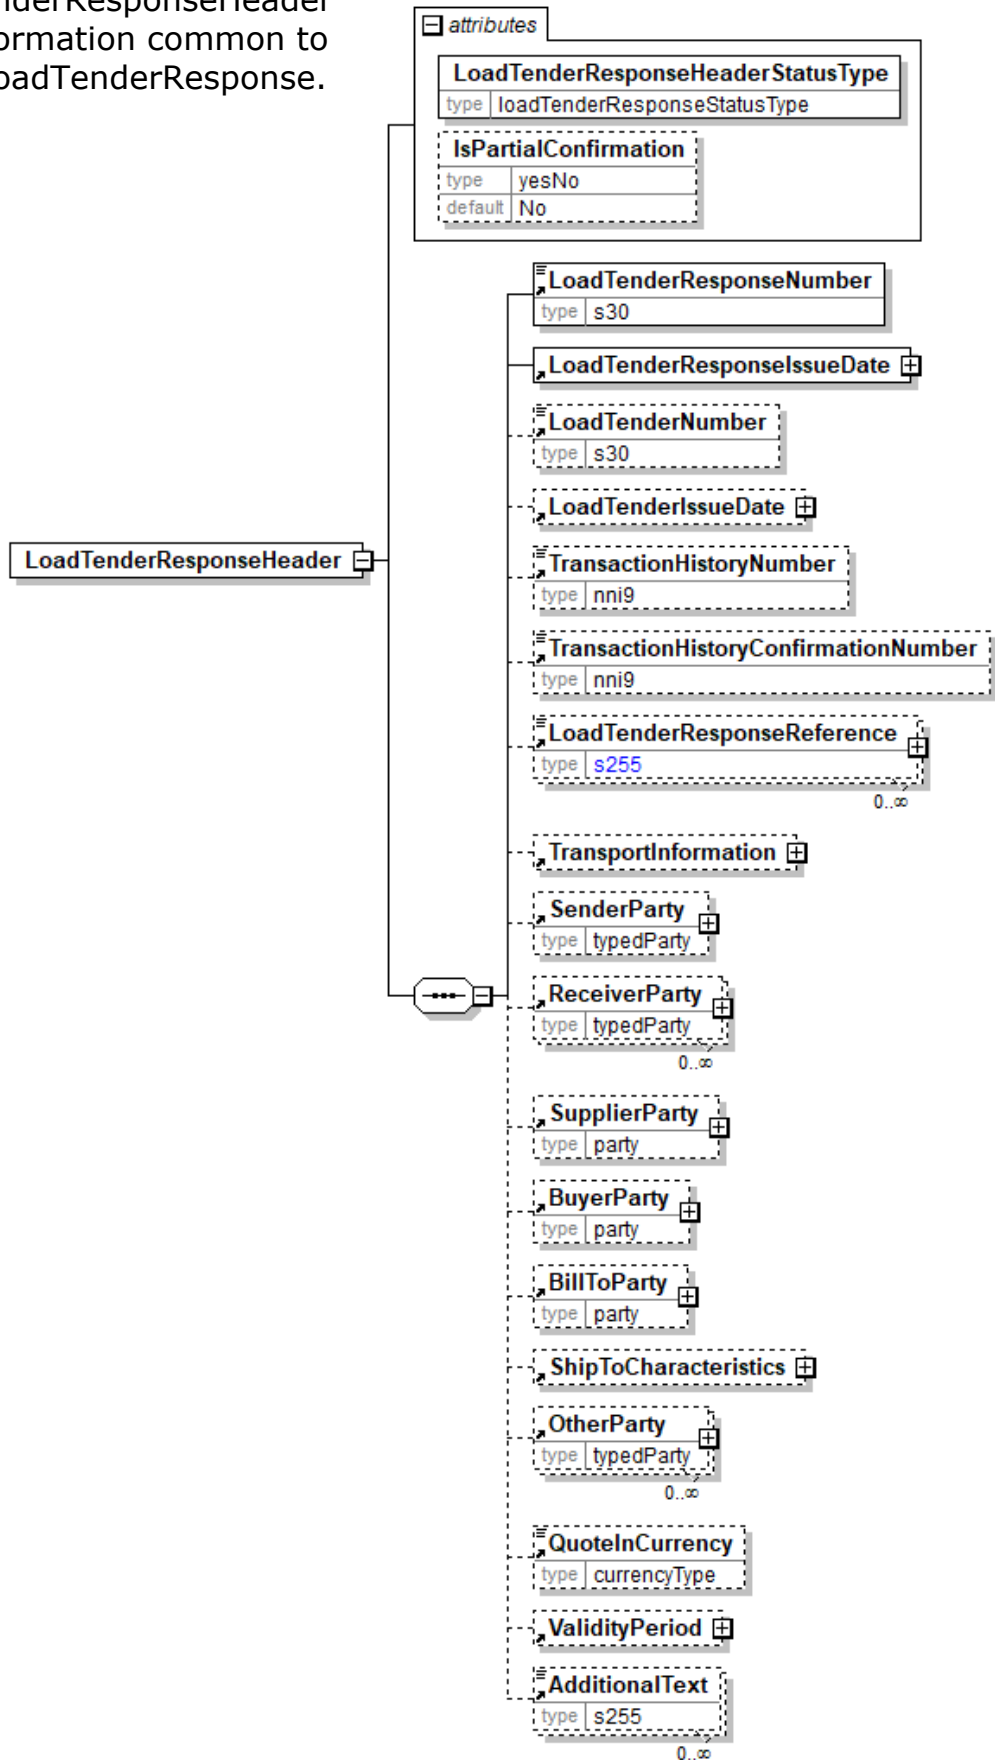 nderResponseHeader
ormation common to
oadTenderResponse.
attributes
LoadTenderResponseHeaderStatusType
type loadTenderResponseStatusType
IsPartialConfirmation
type yesNo
default No
LoadTenderResponseNumber
type s30
LoadTenderResponseIssueDate
LoadTenderNumber
type s30
LoadTenderIssueDate
LoadTenderResponseHeader
TransactionHistoryNumber
type nni9
TransactionHistoryConfirmationNumber
type nni9
LoadTenderResponseReference
type s255
0..∞
TransportInformation
SenderParty
type typedParty
ReceiverParty
type typedParty
0..∞
SupplierParty
type party
BuyerParty
type party
BillToParty
type party
ShipToCharacteristics
OtherParty
type typedParty
0..∞
QuoteInCurrency
type currencyType
ValidityPeriod
AdditionalText
type s255
0..∞